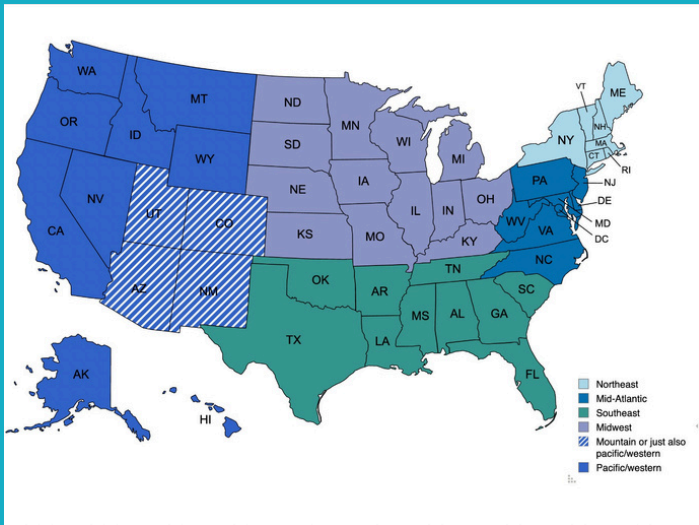 WA
MT
ND
MN
VT
ME
OR
ID
SD
WI
NY
NH
MA
CT
RI
WY
MI
NJ
NV
UT
NE
IA
PA
DE
MD
DC
CA
CO
IL
IN
OH
WV
VA
KS
MO
KY
NC
AZ
NM
OK
AR
TN
SC
TX
LA
MS
AL
GA
FL
AK
HI
Northeast
Mid-Atlantic
Southeast
Midwest
Mountain or just also
pacific/western
Pacific/western